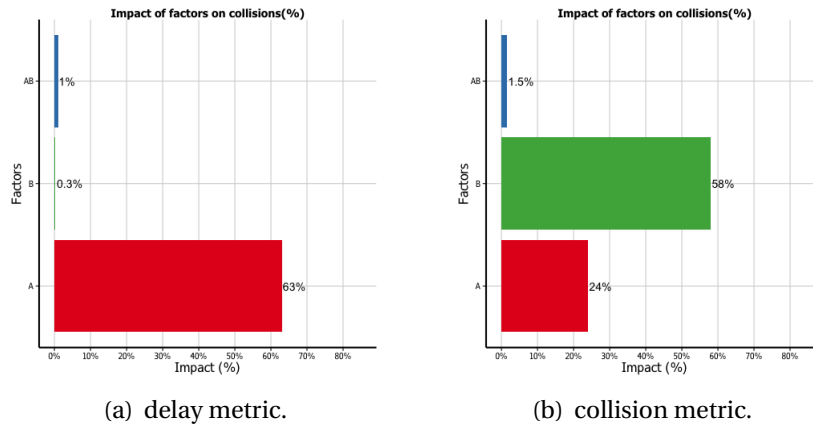 Impact of factors on collisions(%)
AB
1%
Factors
B
0.3%
A
63%
0% 10% 20% 30% 40% 50% 60% 70% 80%
Impact (%)
(a) delay metric.
Impact of factors on collisions(%)
AB
1.5%
Factors
B
58%
A
24%
0% 10% 20% 30% 40% 50% 60% 70% 80%
Impact (%)
(b) collision metric.